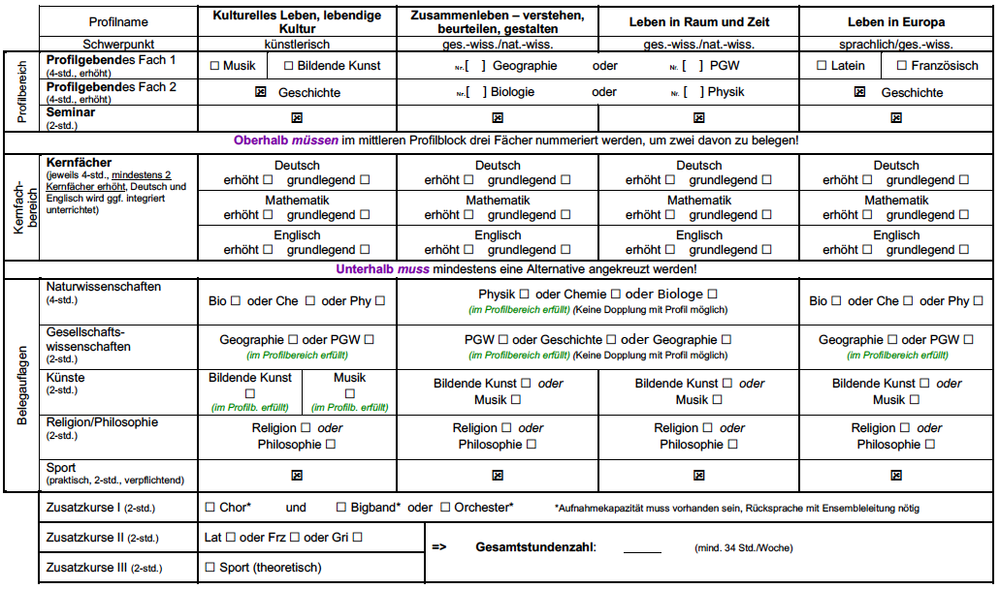 Profilname
Kulturelles Leben, lebendige Kultur
Zusammenleben – verstehen, beurteilen, gestalten
Leben in Raum und Zeit
Leben in Europa
Schwerpunkt
künstlerisch
ges.-wiss./nat.-wiss.
ges.-wiss./nat.-wiss.
sprachlich/ges.-wiss.
Profilbereich
Profilgebendes Fach 1
(4-std., erhöht)
☐ Musik
☐ Bildende Kunst
Nr.[ ] Geographie oder Nr. [ ] PGW
☐ Latein
☐ Französisch
Profilgebendes Fach 2
(4-std., erhöht)
☒ Geschichte
Nr.[ ] Biologie oder Nr. [ ] Physik
☒ Geschichte
Seminar
(2-std.)
☒
☒
☒
☒
Oberhalb müssen im mittleren Profilblock drei Fächer nummeriert werden, um zwei davon zu belegen!
Kernfach-
bereich
Kernfächer
(jeweils 4-std., mindestens 2
Kernfächer erhöht, Deutsch und
Englisch wird ggf. integriert
unterrichtet)
Deutsch
erhöht ☐ grundlegend ☐
Deutsch
erhöht ☐ grundlegend ☐
Deutsch
erhöht ☐ grundlegend ☐
Deutsch
erhöht ☐ grundlegend ☐
Mathematik
erhöht ☐ grundlegend ☐
Mathematik
erhöht ☐ grundlegend ☐
Mathematik
erhöht ☐ grundlegend ☐
Mathematik
erhöht ☐ grundlegend ☐
Englisch
erhöht ☐ grundlegend ☐
Englisch
erhöht ☐ grundlegend ☐
Englisch
erhöht ☐ grundlegend ☐
Englisch
erhöht ☐ grundlegend ☐
Unterhalb muss mindestens eine Alternative angekreuzt werden!
Belegauflagen
Naturwissenschaften
(4-std.)
Bio ☐ oder Che ☐ oder Phy ☐
Physik ☐ oder Chemie ☐ oder Biologe ☐
(im Profilbereich erfüllt) (Keine Dopplung mit Profil möglich)
Bio ☐ oder Che ☐ oder Phy ☐
Gesellschafts-
wissenschaften
(2-std.)
Geographie ☐ oder PGW ☐
(im Profilbereich erfüllt)
PGW ☐ oder Geschichte ☐ oder Geographie ☐
(im Profilbereich erfüllt) (Keine Dopplung mit Profil möglich)
Geographie ☐ oder PGW ☐
(im Profilbereich erfüllt)
Künste
(2-std.)
Bildende Kunst
☐
(im Profilb. erfüllt)
Musik
☐
(im Profilb. erfüllt)
Bildende Kunst ☐ oder
Musik ☐
Bildende Kunst ☐ oder
Musik ☐
Bildende Kunst ☐ oder
Musik ☐
Religion/Philosophie
(2-std.)
Religion ☐ oder
Philosophie ☐
Religion ☐ oder
Philosophie ☐
Religion ☐ oder
Philosophie ☐
Religion ☐ oder
Philosophie ☐
Sport
(praktisch, 2-std., verpflichtend)
☒
☒
☒
☒
Zusatzkurse I (2-std.)
☐ Chor* und ☐ Bigband* oder ☐ Orchester* *Aufnahmekapazität muss vorhanden sein, Rücksprache mit Ensembleleitung nötig
Zusatzkurse II (2-std.)
Lat ☐ oder Frz ☐ oder Gri ☐
=> Gesamtstundenzahl: _____ (mind. 34 Std./Woche)
Zusatzkurse III (2-std.)
☐ Sport (theoretisch)